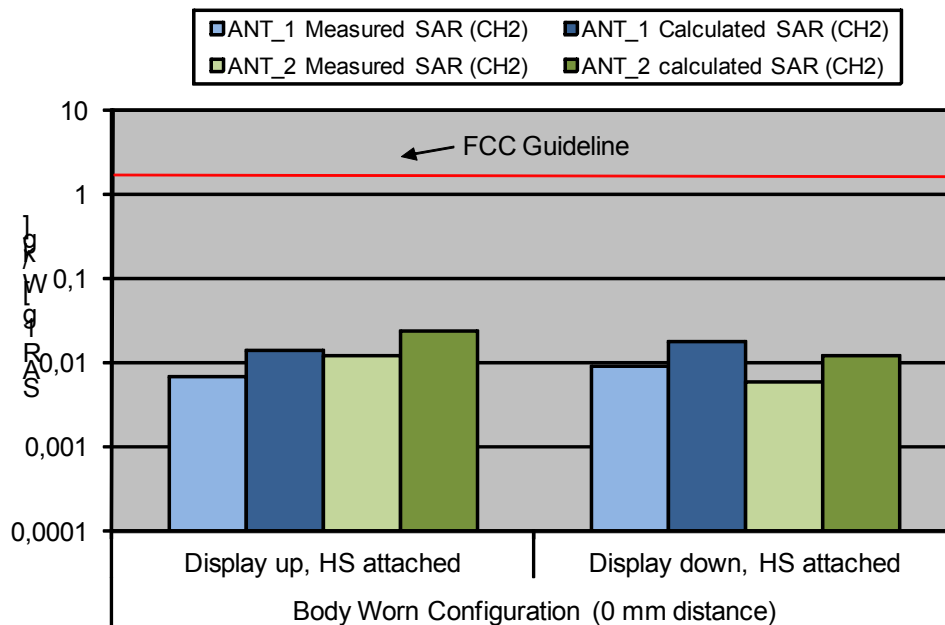 ANT_1 Measured SAR (CH2) ANT_1 Calculated SAR (CH2)
ANT_2 Measured SAR (CH2) ANT_2 calculated SAR (CH2)
10
FCC Guideline
1
0,1
0,01
0,001
0,0001
SAR1g [W/kg]
Display up, HS attached Display down, HS attached
Body Worn Configuration (0 mm distance)